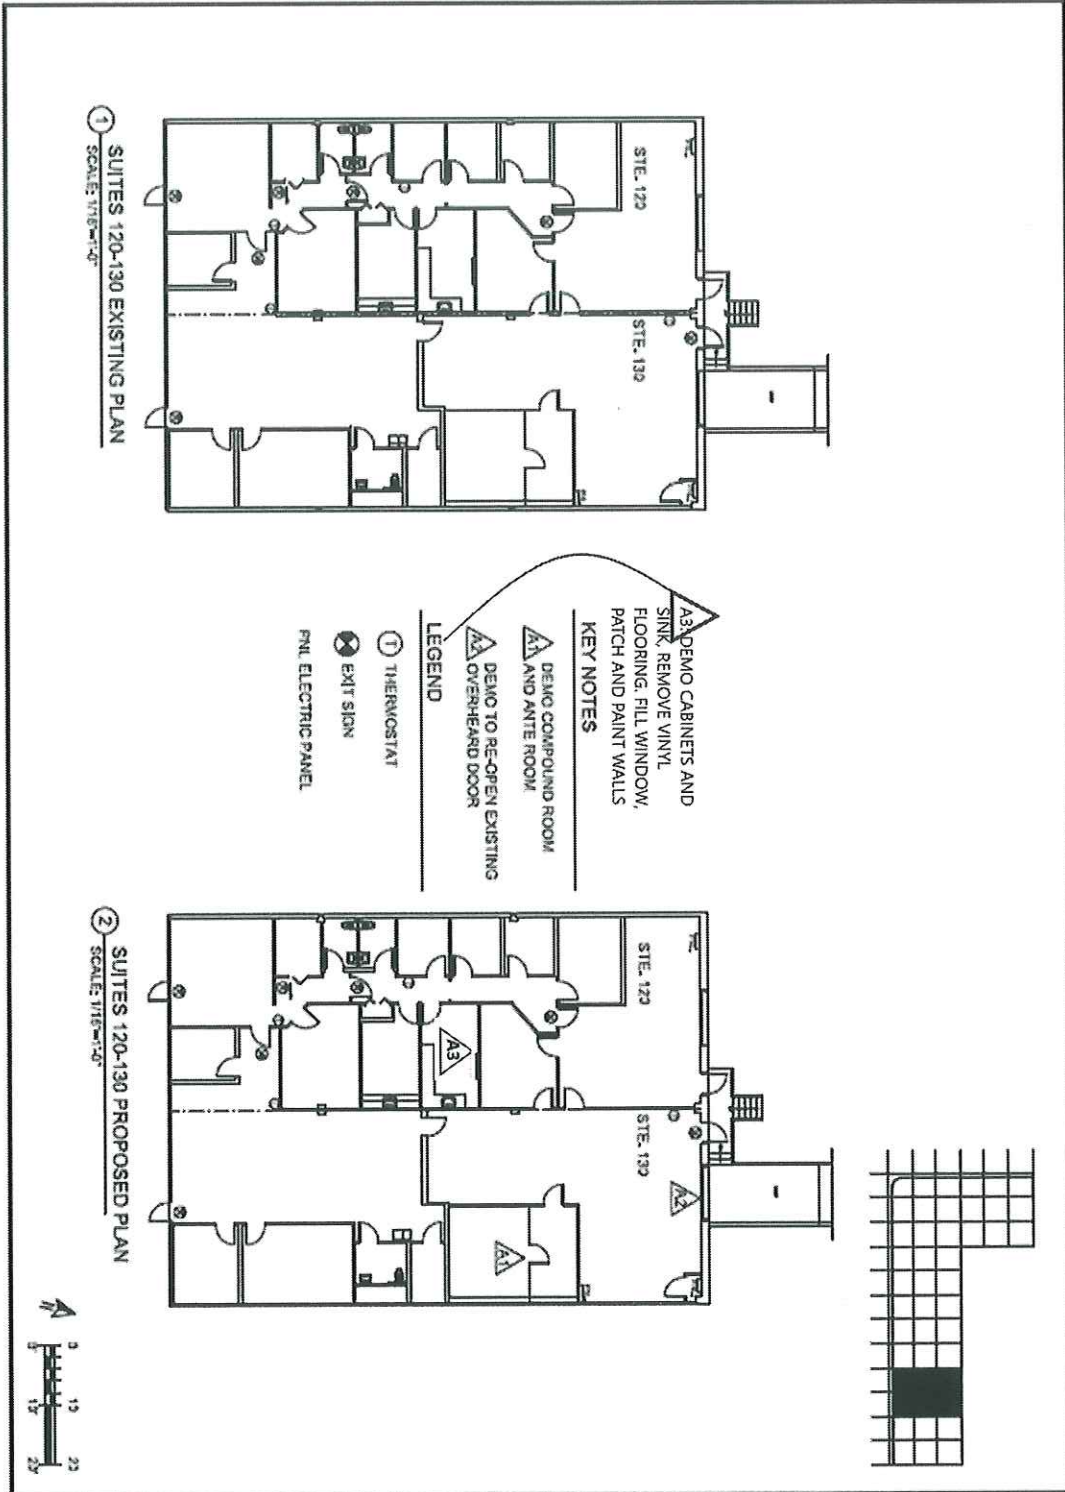 STE. 120
STE. 130
1
SUITES 120-130 EXISTING PLAN
SCALE: 1/16"=1'-0"
A3:DEMO CABINETS AND
SINK, REMOVE VINYL
FLOORING, FILL WINDOW,
PATCH AND PAINT WALLS
KEY NOTES
A1 DEMO COMPOUND ROOM
AND ANTE ROOM
A2 DEMO TO RE-OPEN EXISTING
OVERHEARD DOOR
LEGEND
T THERMOSTAT
EXIT SIGN
PNL ELECTRIC PANEL
STE. 120
STE. 130
A3
A2
A1
2
SUITES 120-130 PROPOSED PLAN
SCALE: 1/16"=1'-0"